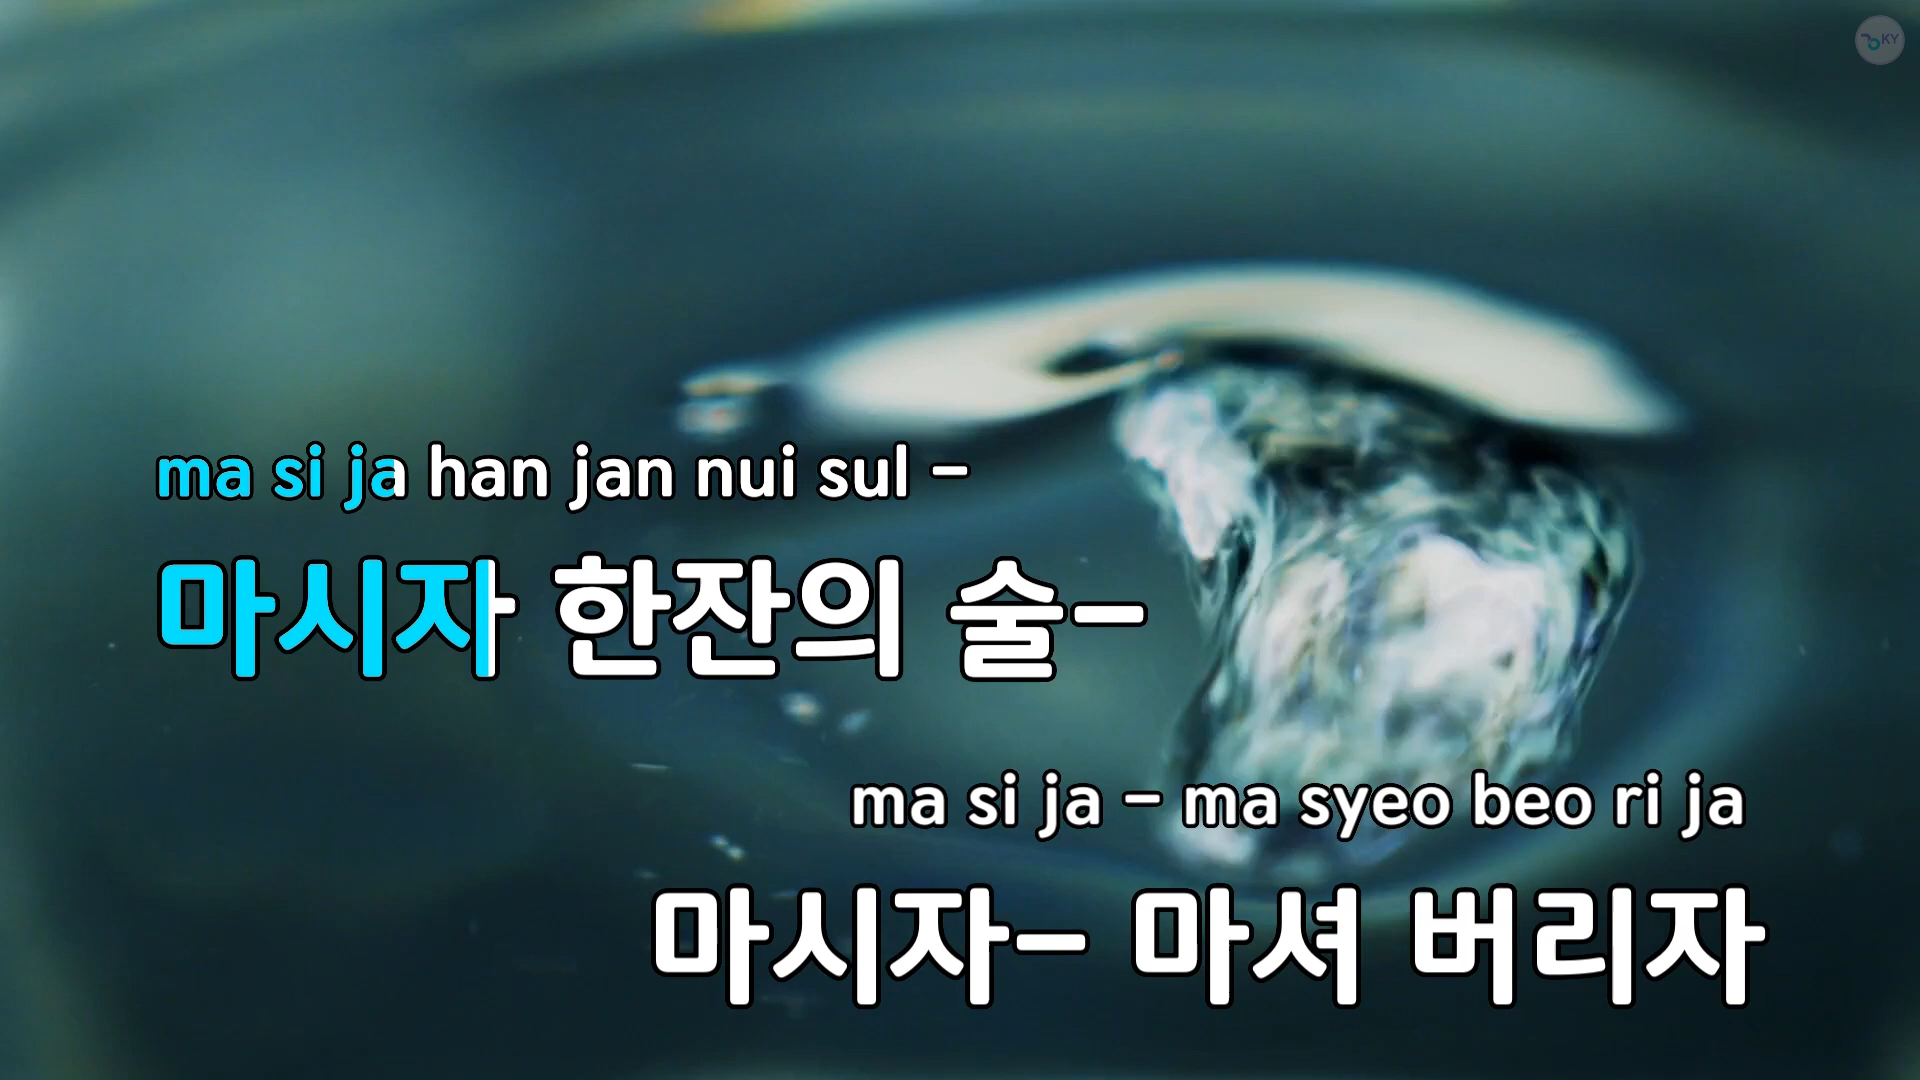 KY
ma si ja han jan nui sul –
마시자 한잔의 술–
ma si ja – ma syeo beo ri ja
마시자– 마셔 버리자